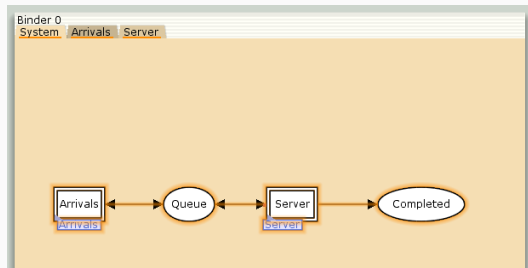 Binder 0
System Arrivals Server
Arrivals Queue Server Completed
Arrivals Server